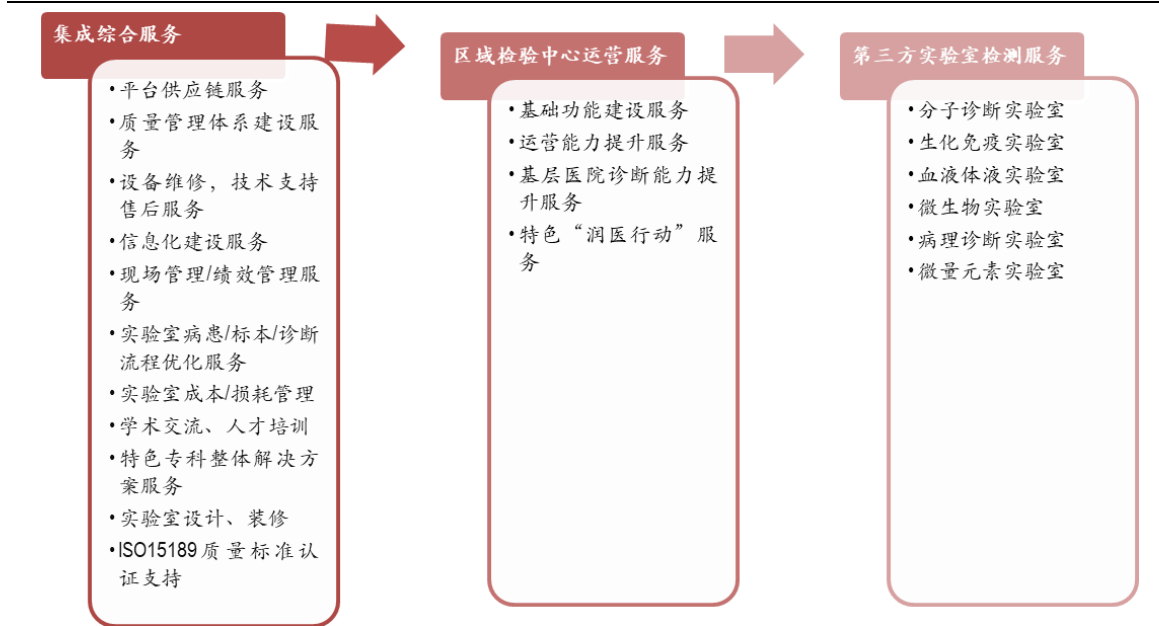 集成综合服务
•平台供应链服务
•质量管理体系建设服
务
•设备维修，技术支持
售后服务
•信息化建设服务
•现场管理/绩效管理服
务
•实验室病患/标本/诊断
流程优化服务
•实验室成本/损耗管理
•学术交流、人才培训
•特色专科整体解决方
案服务
•实验室设计、装修
•ISO15189质量标准认
证支持
区域检验中心运营服务
•基础功能建设服务
•运营能力提升服务
•基层医院诊断能力提
升服务
•特色“润医行动”服
务
第三方实验室检测服务
•分子诊断实验室
•生化免疫实验室
•血液体液实验室
•微生物实验室
•病理诊断实验室
•微量元素实验室